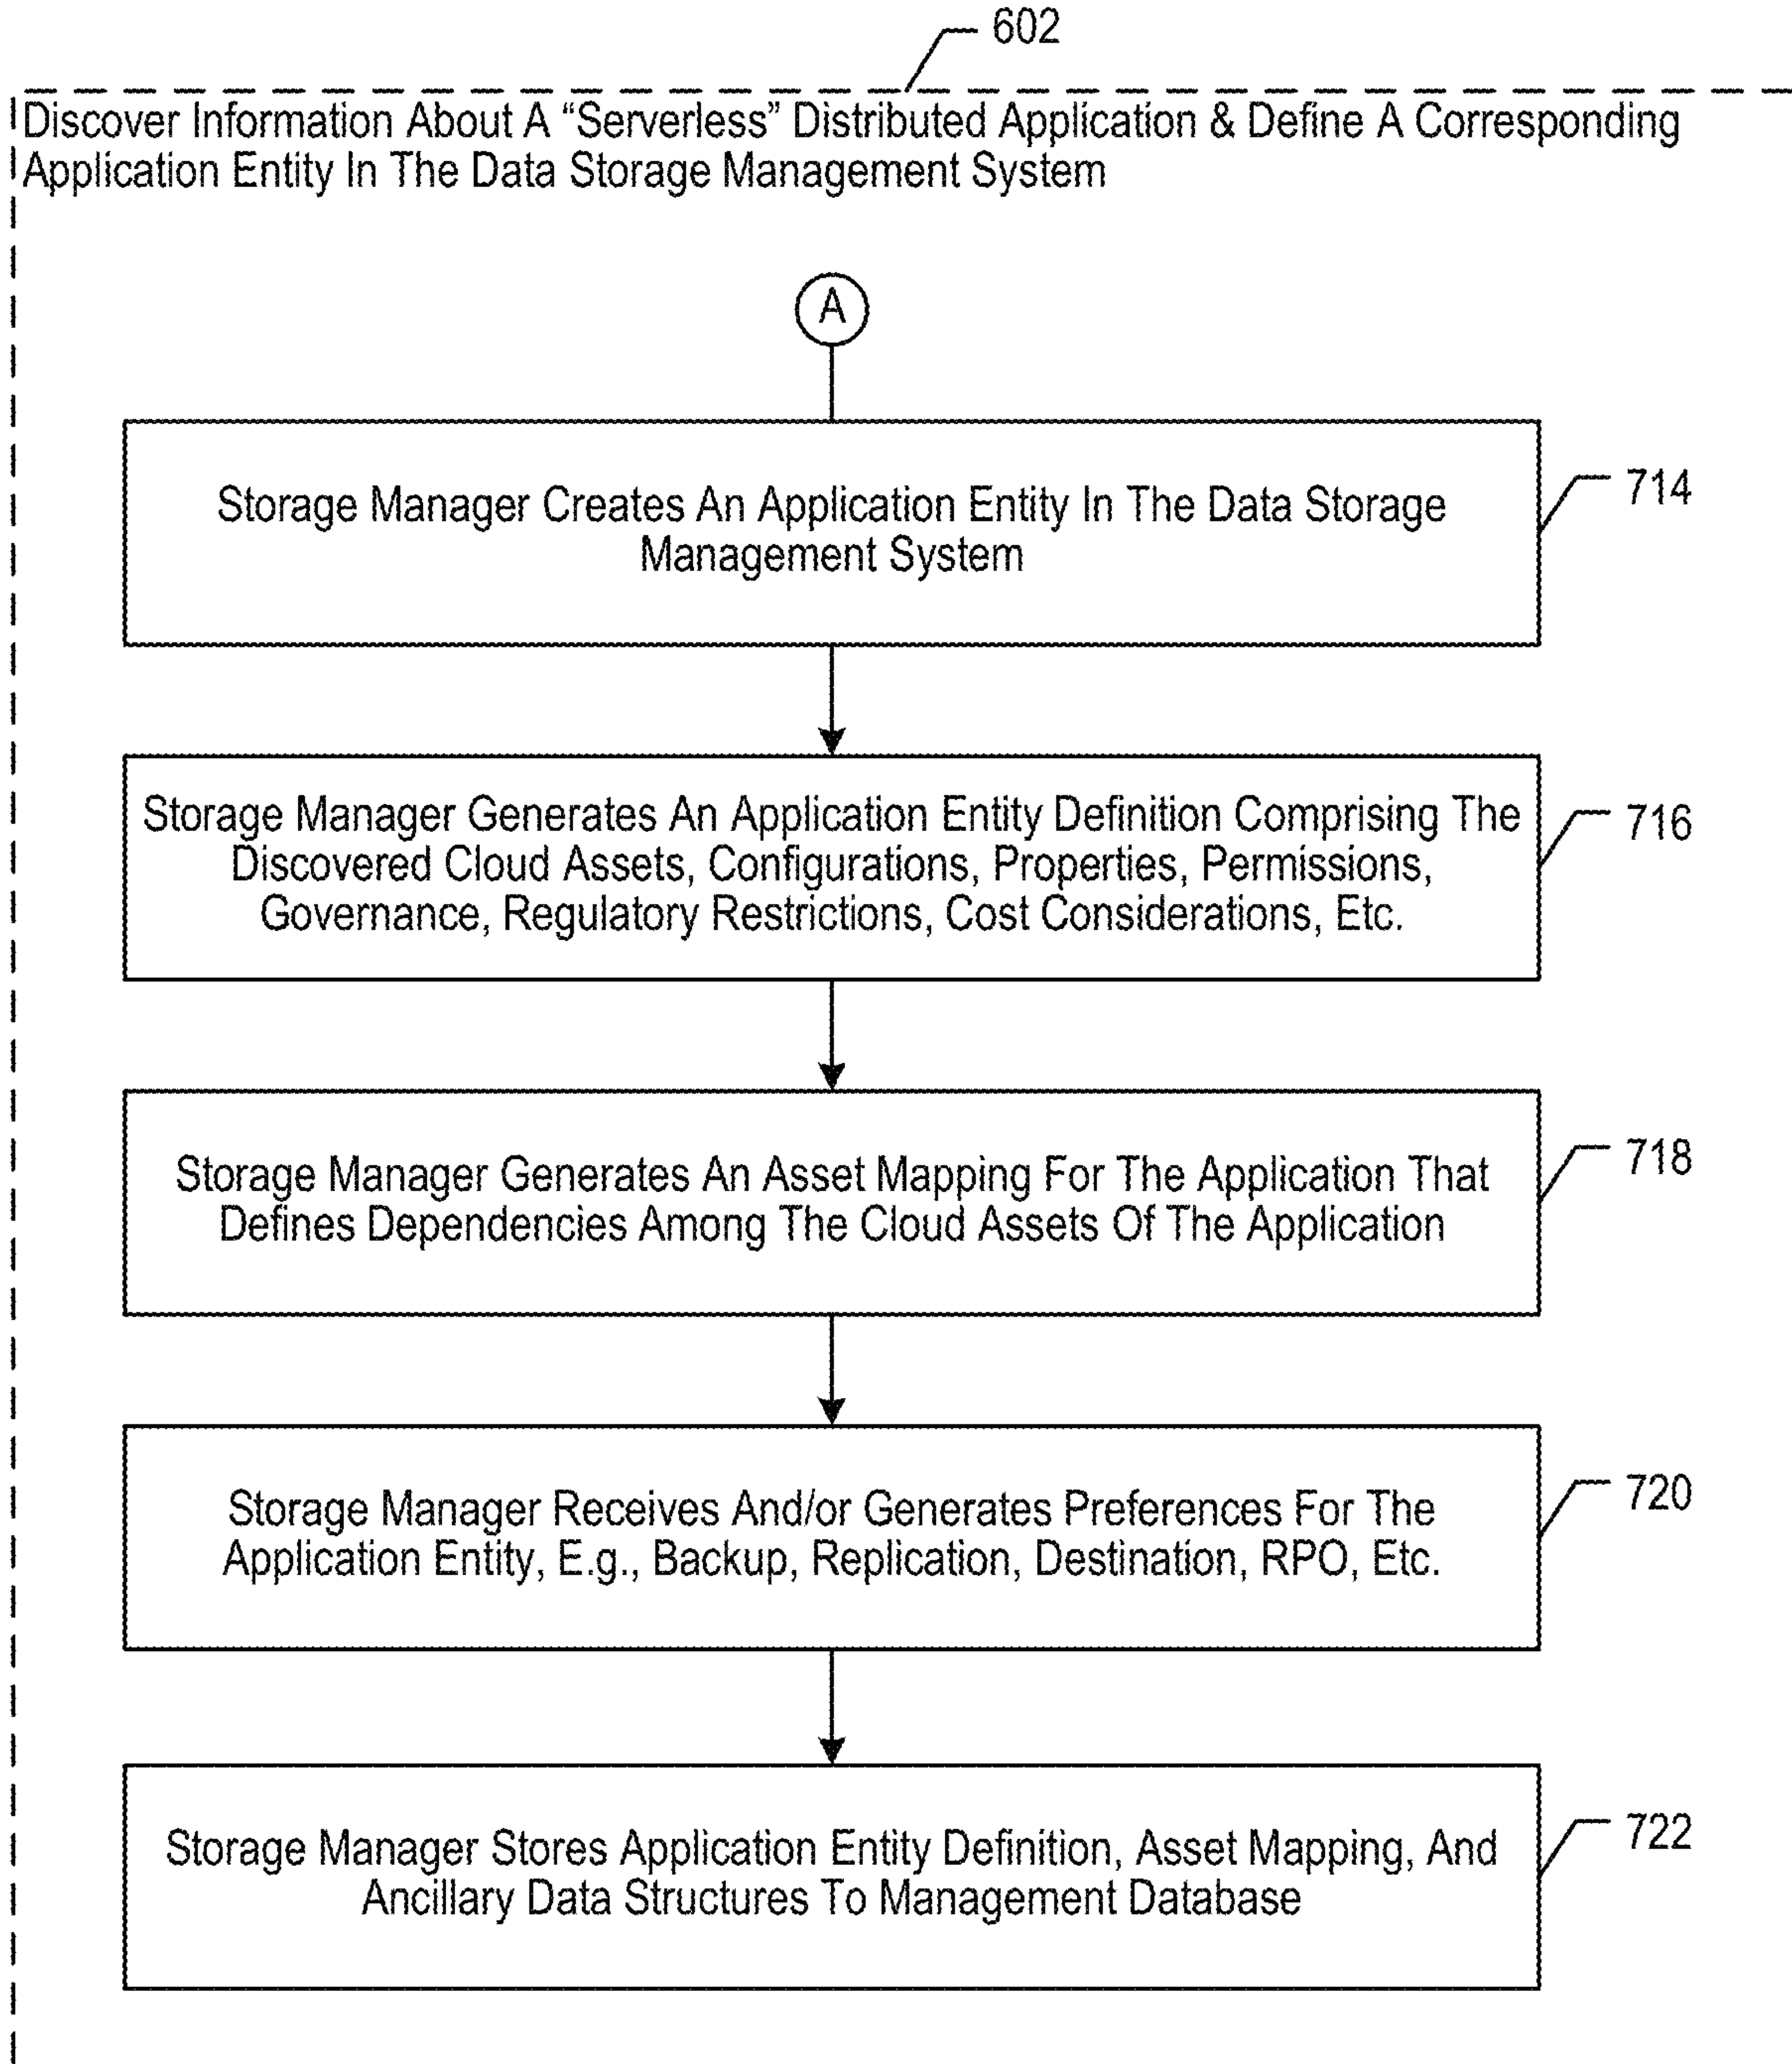 602
Discover Information About A “Serverless” Distributed Application & Define A Corresponding
Application Entity In The Data Storage Management System
A
Storage Manager Creates An Application Entity In The Data Storage
Management System
714
Storage Manager Generates An Application Entity Definition Comprising The
Discovered Cloud Assets, Configurations, Properties, Permissions,
Governance, Regulatory Restrictions, Cost Considerations, Etc.
716
Storage Manager Generates An Asset Mapping For The Application That
Defines Dependencies Among The Cloud Assets Of The Application
718
Storage Manager Receives And/or Generates Preferences For The
Application Entity, E.g., Backup, Replication, Destination, RPO, Etc.
720
Storage Manager Stores Application Entity Definition, Asset Mapping, And
Ancillary Data Structures To Management Database
722